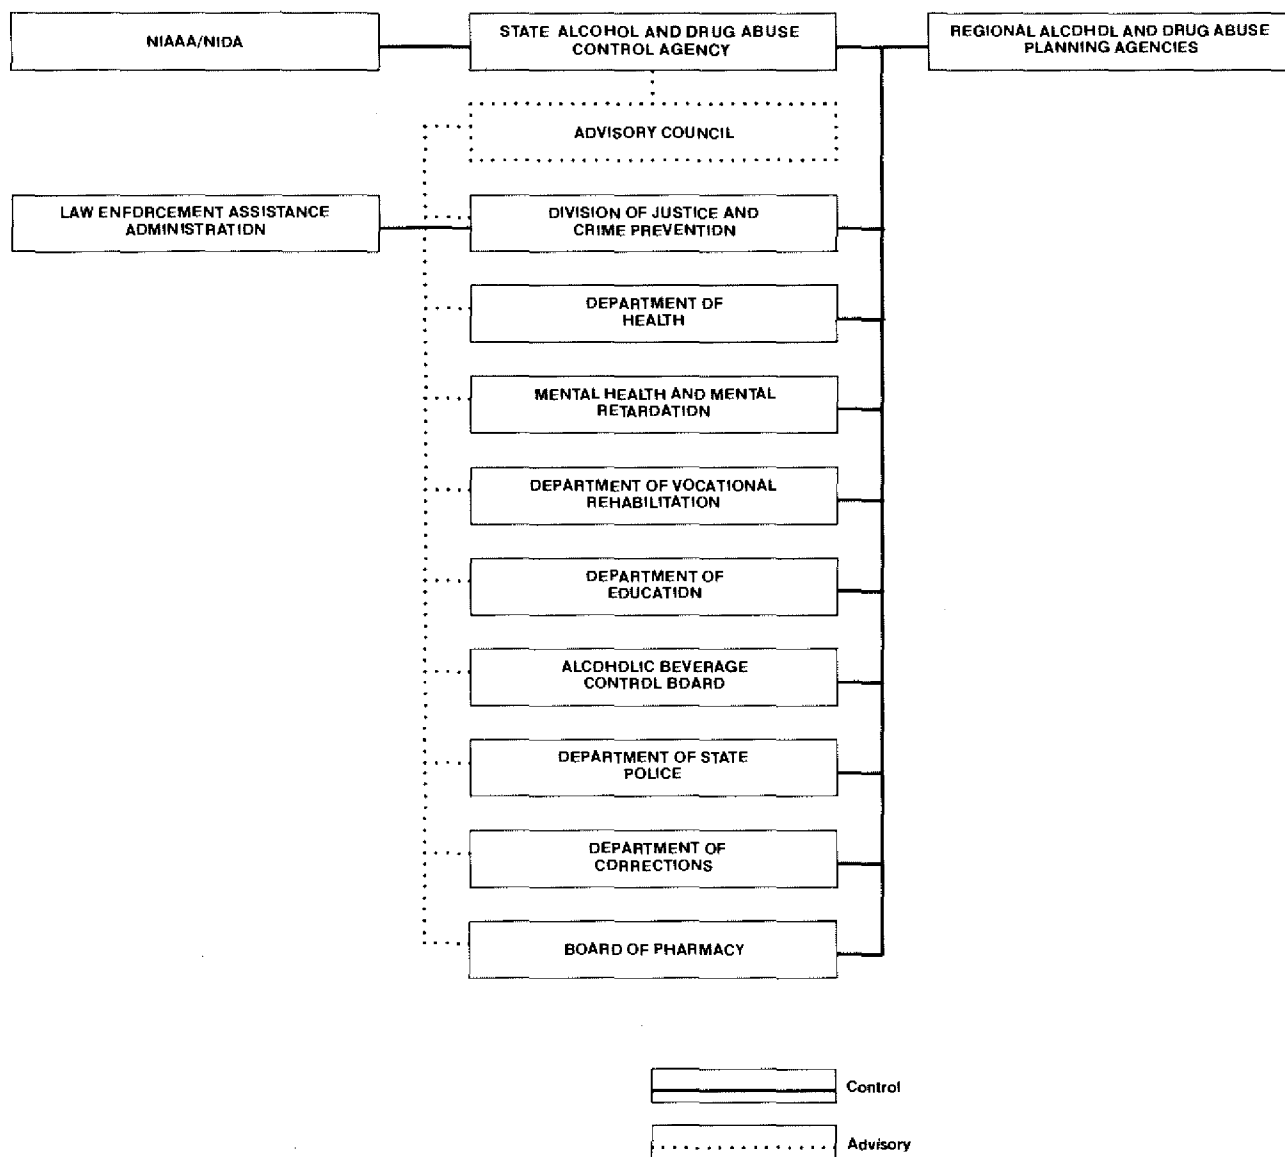 NIAAA/NIDA
STATE ALCOHOL AND DRUG ABUSE
CONTROL AGENCY
REGIONAL ALCOHOL AND DRUG ABUSE
PLANNING AGENCIES
ADVISORY COUNCIL
LAW ENFORCEMENT ASSISTANCE
ADMINISTRATION
DIVISION OF JUSTICE AND
CRIME PREVENTION
DEPARTMENT OF
HEALTH
MENTAL HEALTH AND MENTAL
RETARDATION
DEPARTMENT OF VOCATIONAL
REHABILITATION
DEPARTMENT OF
EDUCATION
ALCOHOLIC BEVERAGE
CONTROL BOARD
DEPARTMENT OF STATE
POLICE
DEPARTMENT OF
CORRECTIONS
BOARD OF PHARMACY
Control
Advisory